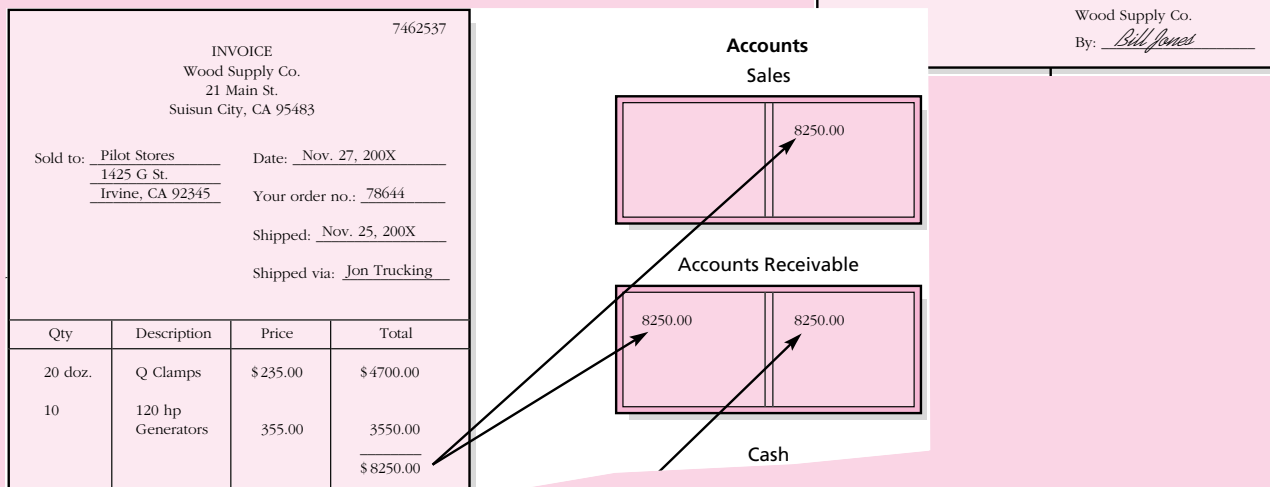 7462537
INVOICE
Wood Supply Co.
21 Main St.
Suisun City, CA 95483
Sold to: Pilot Stores
1425 G St.
Irvine, CA 92345
Date: Nov. 27, 200X
Your order no.: 78644
Shipped: Nov. 25, 200X
Shipped via: Jon Trucking
Qty Description Price Total
20 doz. Q Clamps $235.00 $4700.00
10 120 hp
Generators 355.00 3550.00
$8250.00
Accounts
Sales
8250.00
Accounts Receivable
8250.00 8250.00
Cash
Wood Supply Co.
By: Bill Jones